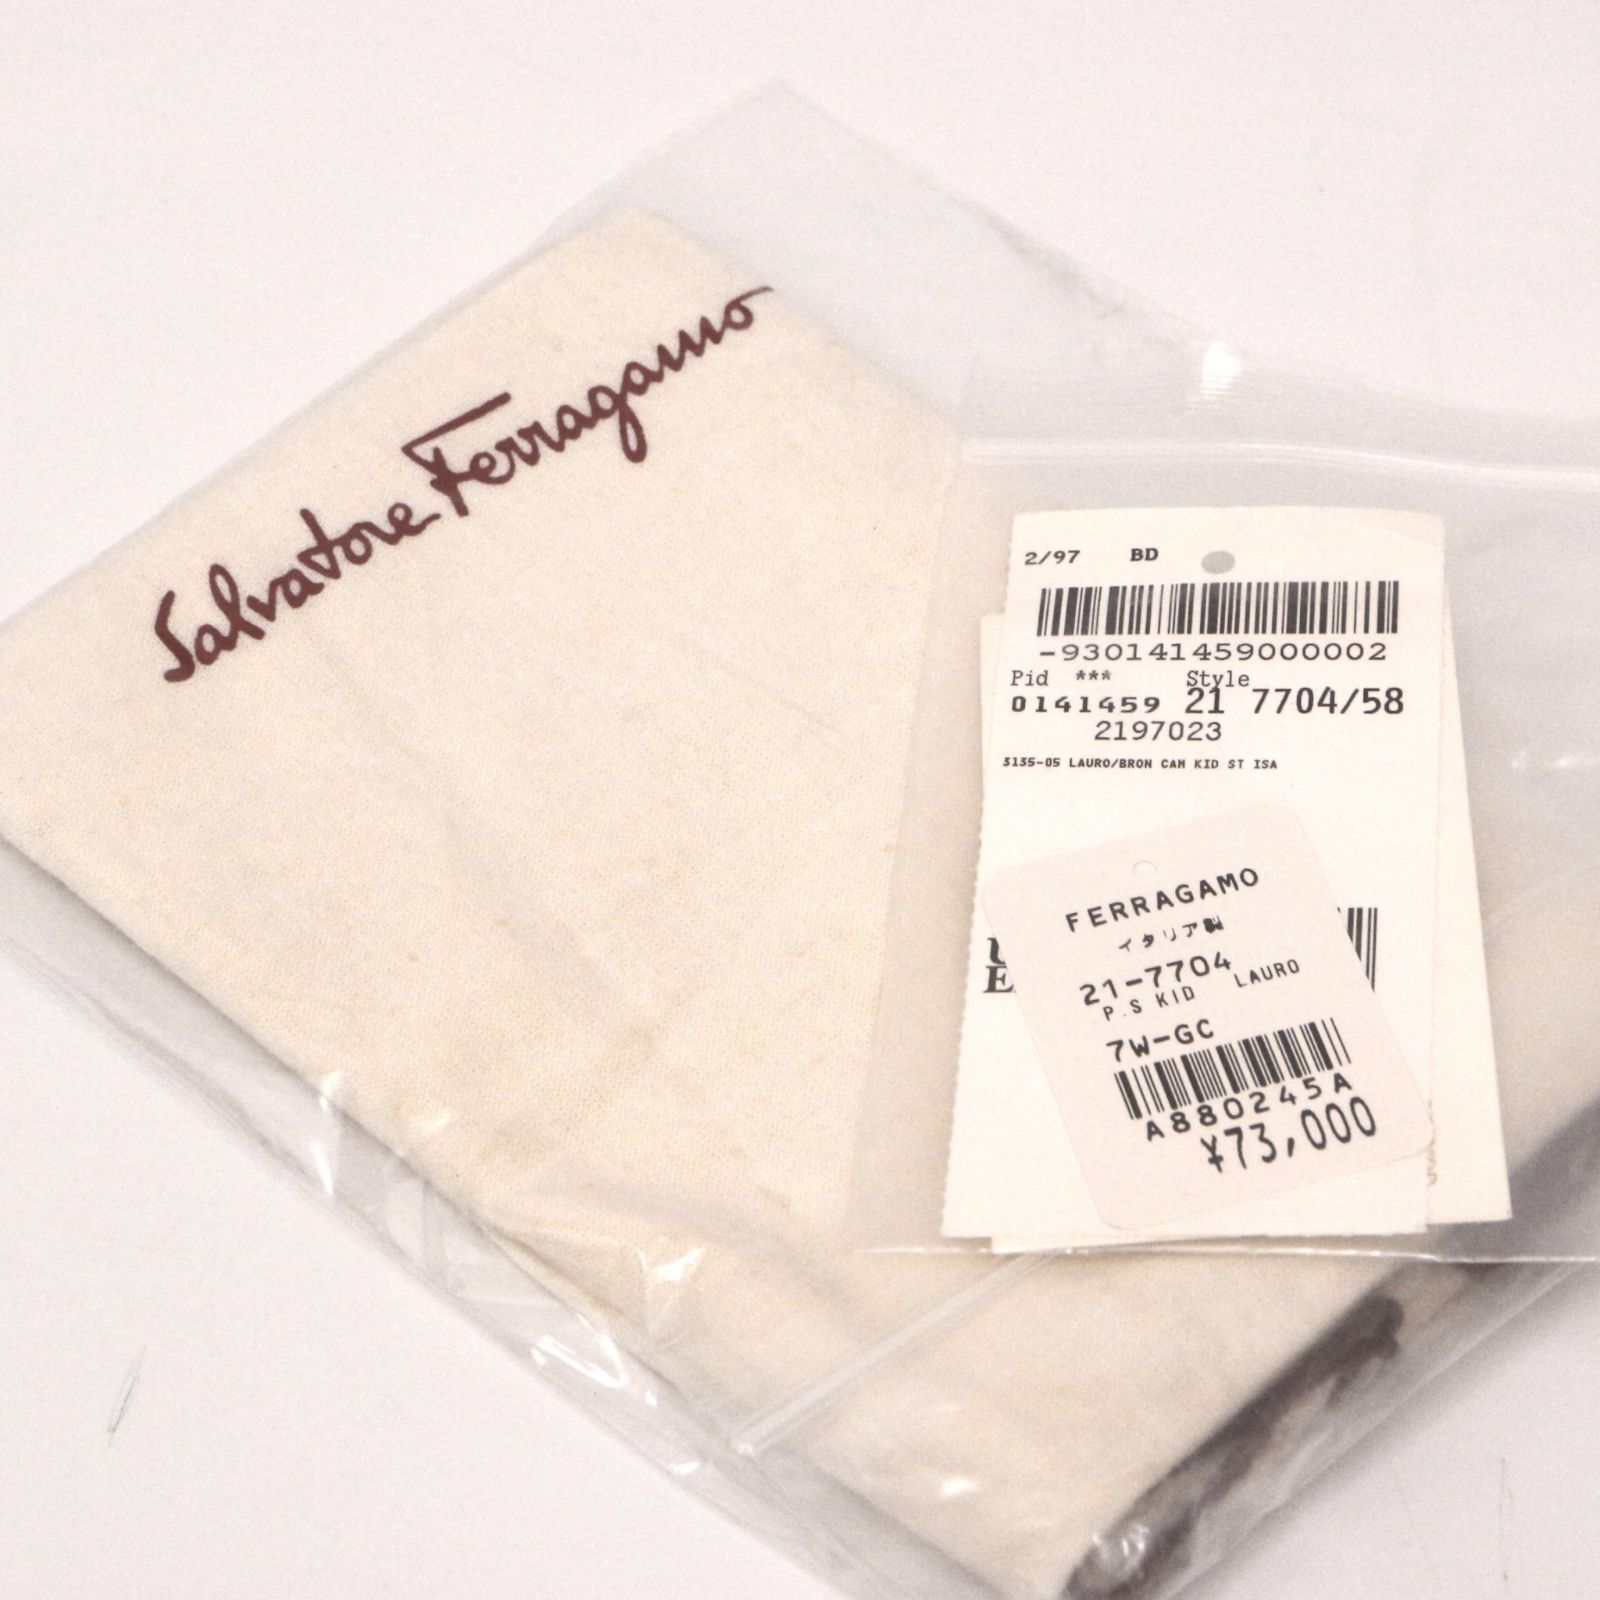 Salvatore Ferragamo
2/97 BD
-930141459000002
Pid *** Style
0141459 21 7704/58
2197023
3135-05 LAURO/BRON CAM KID ST ISA
FERRAGAMO
イタリア製
21-7704
P.S KID LAURO
7W-GC
A880245A
¥73,000